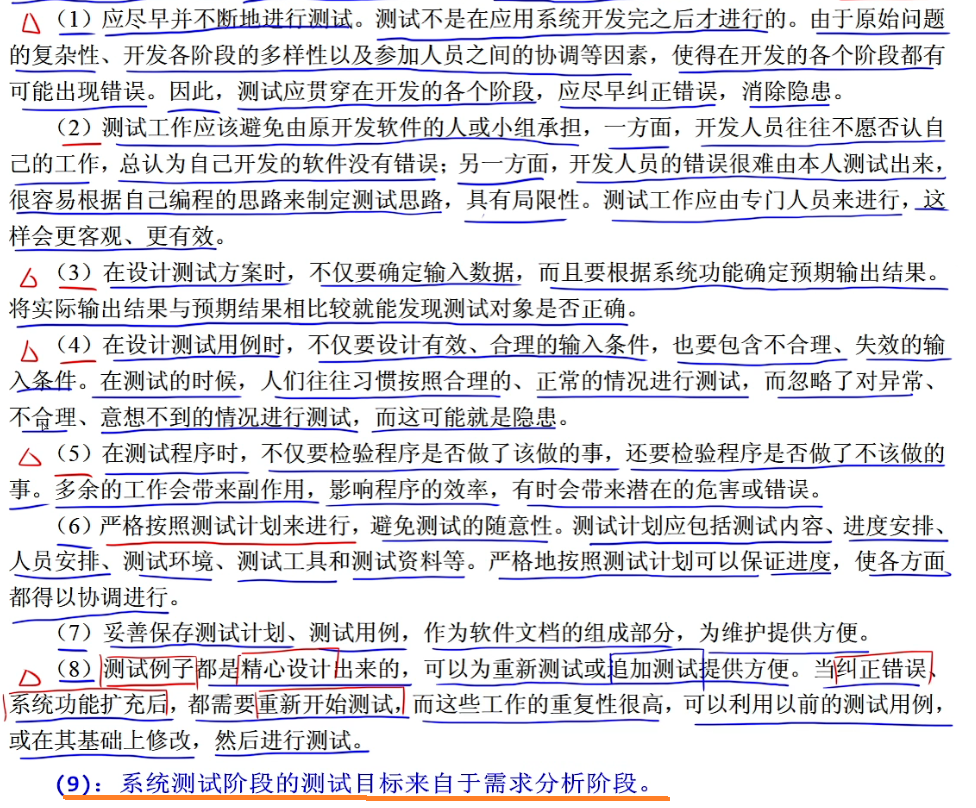 (1) 应尽早并不断地进行测试。测试不是在应用系统开发完之后才进行的。由于原始问题
的复杂性、开发各阶段的多样性以及参加人员之间的协调等因素，使得在开发的各个阶段都有
可能出现错误。因此，测试应贯穿在开发的各个阶段，应尽早纠正错误，消除隐患。
(2) 测试工作应该避免由原开发软件的人或小组承担，一方面，开发人员往往不愿否认自
己的工作，总认为自己开发的软件没有错误；另一方面，开发人员的错误很难由本人测试出来，
很容易根据自己编程的思路来制定测试思路，具有局限性。测试工作应由专门人员来进行，这
样会更客观、更有效。
(3) 在设计测试方案时，不仅要确定输入数据，而且要根据系统功能确定预期输出结果。
将实际输出结果与预期结果相比较就能发现测试对象是否正确。
(4) 在设计测试用例时，不仅要设计有效、合理的输入条件，也要包含不合理、失效的输
入条件。在测试的时候，人们往往习惯按照合理的、正常的情况进行测试，而忽略了对异常、
不合理、意想不到的情况进行测试，而这可能就是隐患。
(5) 在测试程序时，不仅要检验程序是否做了该做的事，还要检验程序是否做了不该做的
事。多余的工作会带来副作用，影响程序的效率，有时会带来潜在的危害或错误。
(6) 严格按照测试计划来进行，避免测试的随意性。测试计划应包括测试内容、进度安排、
人员安排、测试环境、测试工具和测试资料等。严格地按照测试计划可以保证进度，使各方面
都得以协调进行。
(7) 妥善保存测试计划、测试用例，作为软件文档的组成部分，为维护提供方便。
(8) 测试例子都是精心设计出来的，可以为重新测试或追加测试提供方便。当纠正错误、
系统功能扩充后，都需要重新开始测试，而这些工作的重复性很高，可以利用以前的测试用例，
或在其基础上修改，然后进行测试。
(9)：系统测试阶段的测试目标来自于需求分析阶段。